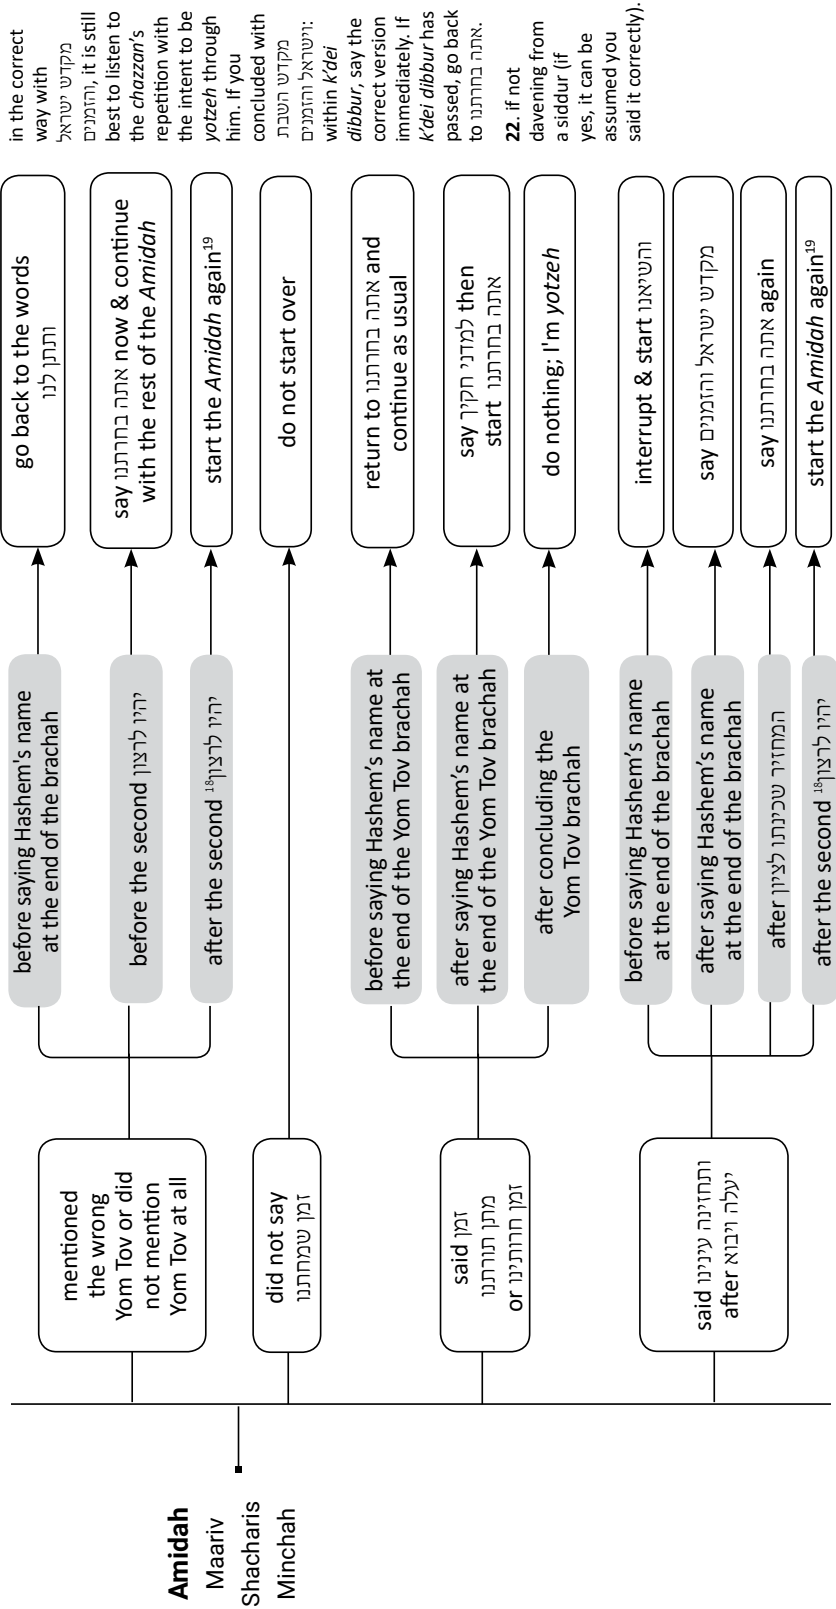 Amidah
Maariv
Shacharis
Minchah
mentioned
the wrong
Yom Tov or did
not mention
Yom Tov at all
before saying Hashem's name
at the end of the brachah
go back to the words
ותתן לנו
before the second יהיו לרצון
say אתה בחרתנו now & continue
with the rest of the Amidah
after the second יהיו לרצון18
start the Amidah again19
did not say
זמן שמחתנו
do not start over
said זמן
מתן תורתנו
or זמן חרותינו
before saying Hashem's name at
the end of the Yom Tov brachah
return to אתה בחרתנו and
continue as usual
after saying Hashem's name at
the end of the Yom Tov brachah
say למדני חקיך then
start אתה בחרתנו
after concluding the
Yom Tov brachah
do nothing; I'm yotzeh
said ותחזינה עינינו
after יעלה ויבוא
before saying Hashem's name
at the end of the brachah
interrupt & start והשיאנו
after saying Hashem's name
at the end of the brachah
say מקדש ישראל והזמנים
after המחזיר שכינתו לציון
say אתה בחרתנו again
after the second יהיו לרצון18
start the Amidah again19
in the correct
way with
מקדש ישראל
והזמנים, it is still
best to listen to
the chazzan's
repetition with
the intent to be
yotzeh through
him. If you
concluded with
מקדש השבת
וישראל והזמנים:
within k'dei
dibbur, say the
correct version
immediately. If
k'dei dibbur has
passed, go back
to אתה בחרתנו.
22. if not
davening from
a siddur (if
yes, it can be
assumed you
said it correctly).